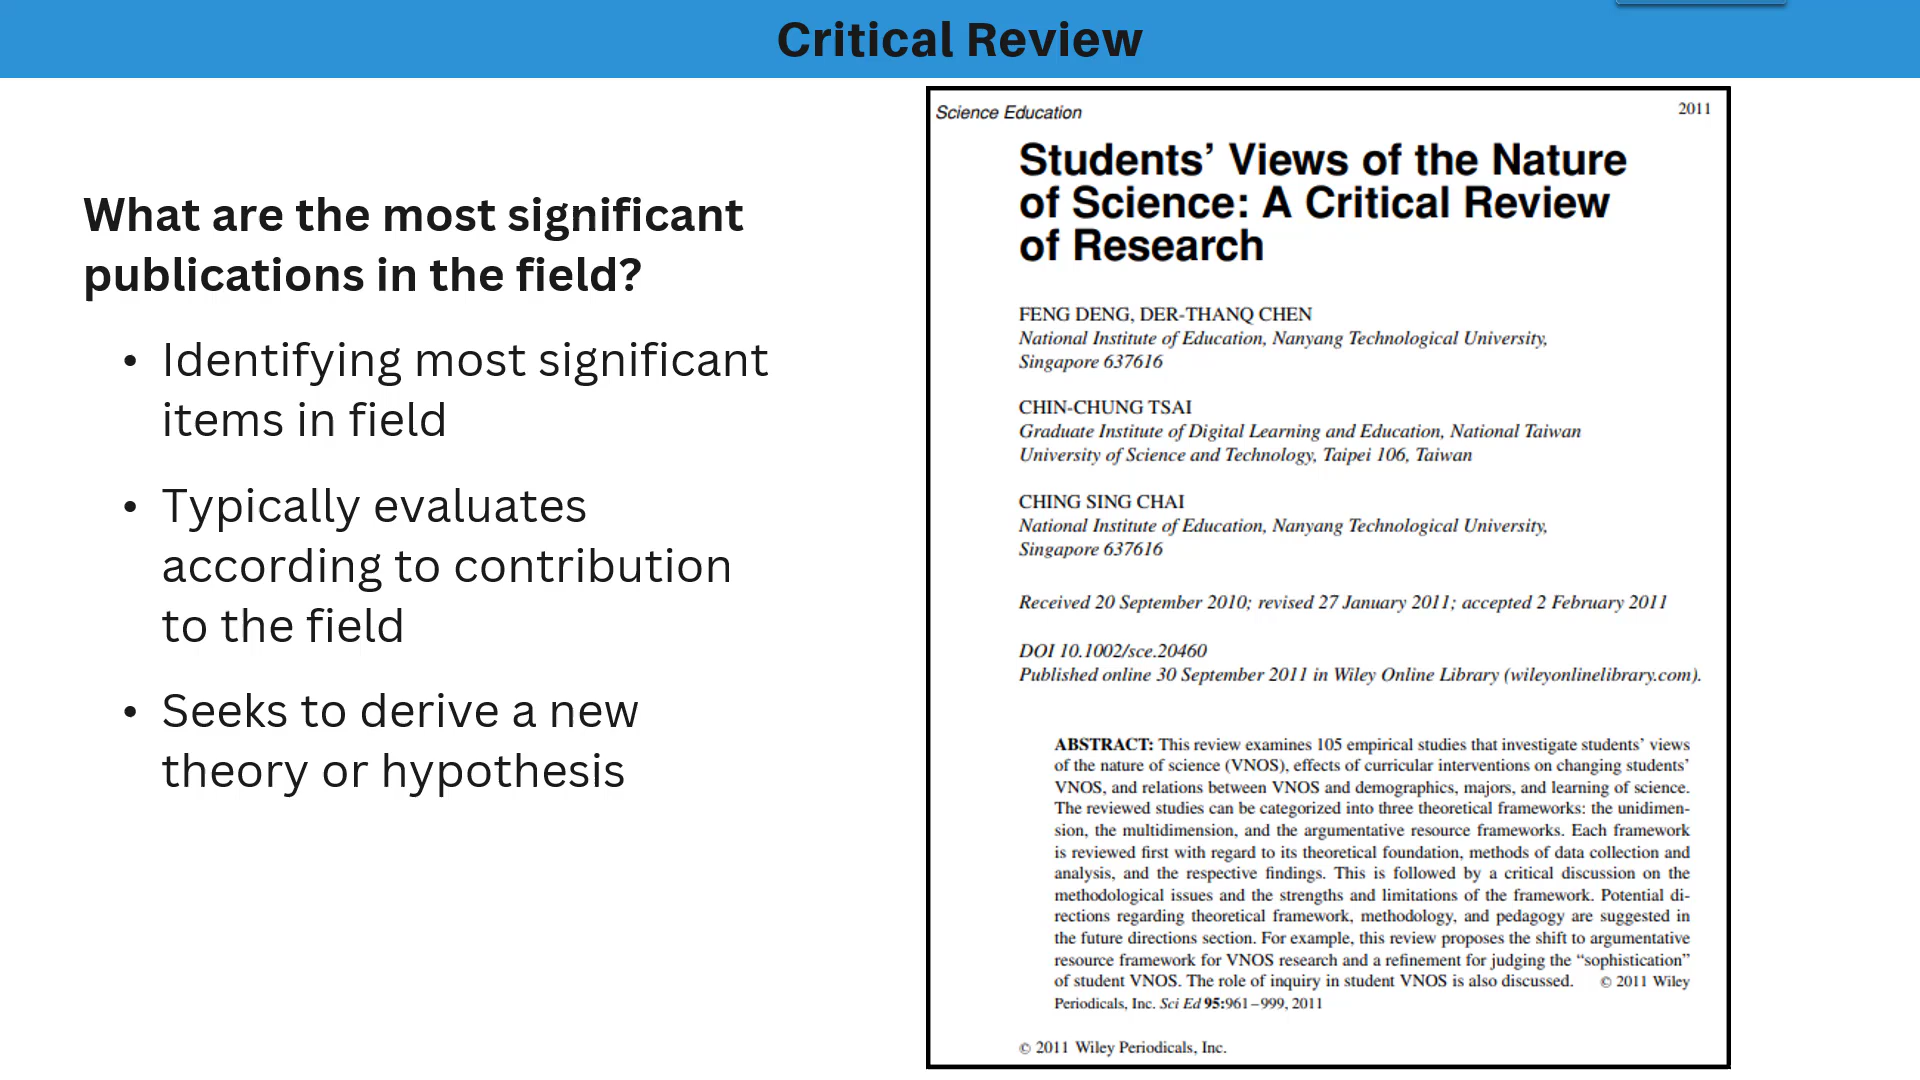 Critical Review
What are the most significant
publications in the field?
• Identifying most significant
items in field
• Typically evaluates
according to contribution
to the field
• Seeks to derive a new
theory or hypothesis
Science Education
2011
Students’ Views of the Nature
of Science: A Critical Review
of Research
FENG DENG, DER-THANQ CHEN
National Institute of Education, Nanyang Technological University,
Singapore 637616
CHIN-CHUNG TSAI
Graduate Institute of Digital Learning and Education, National Taiwan
University of Science and Technology, Taipei 106, Taiwan
CHING SING CHAI
National Institute of Education, Nanyang Technological University,
Singapore 637616
Received 20 September 2010; revised 27 January 2011; accepted 2 February 2011
DOI 10.1002/sce.20460
Published online 30 September 2011 in Wiley Online Library (wileyonlinelibrary.com).
ABSTRACT: This review examines 105 empirical studies that investigate students’ views
of the nature of science (VNOS), effects of curricular interventions on changing students’
VNOS, and relations between VNOS and demographics, majors, and learning of science.
The reviewed studies can be categorized into three theoretical frameworks: the unidimen-
sion, the multidimension, and the argumentative resource frameworks. Each framework
is reviewed first with regard to its theoretical foundation, methods of data collection and
analysis, and the respective findings. This is followed by a critical discussion on the
methodological issues and the strengths and limitations of the framework. Potential di-
rections regarding theoretical framework, methodology, and pedagogy are suggested in
the future directions section. For example, this review proposes the shift to argumentative
resource framework for VNOS research and a refinement for judging the “sophistication”
of student VNOS. The role of inquiry in student VNOS is also discussed. © 2011 Wiley
Periodicals, Inc. Sci Ed 95:961–999, 2011
© 2011 Wiley Periodicals, Inc.